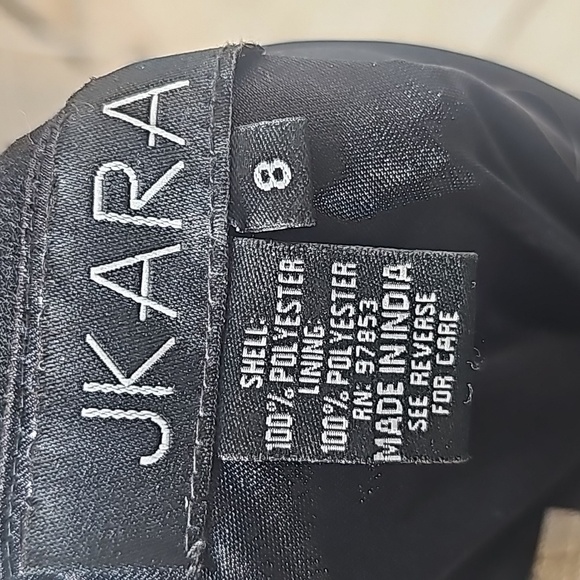 JKARA
8
SHELL:
100% POLYESTER
LINING:
100% POLYESTER
RN: 97853
MADE IN INDIA
SEE REVERSE
FOR CARE